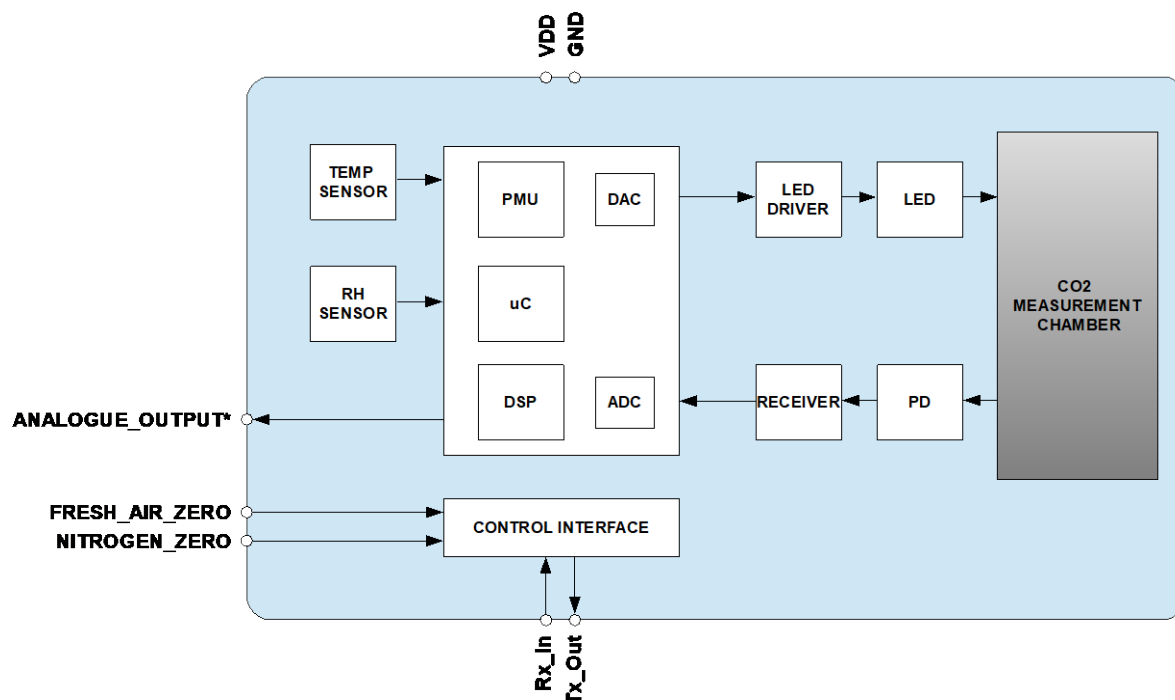 VDD
GND
TEMP
SENSOR
PMU
DAC
LED
DRIVER
LED
RH
SENSOR
uC
CO2
MEASUREMENT
CHAMBER
DSP
ADC
RECEIVER
PD
ANALOGUE_OUTPUT*
FRESH_AIR_ZERO
NITROGEN_ZERO
CONTROL INTERFACE
Rx_In
Tx_Out